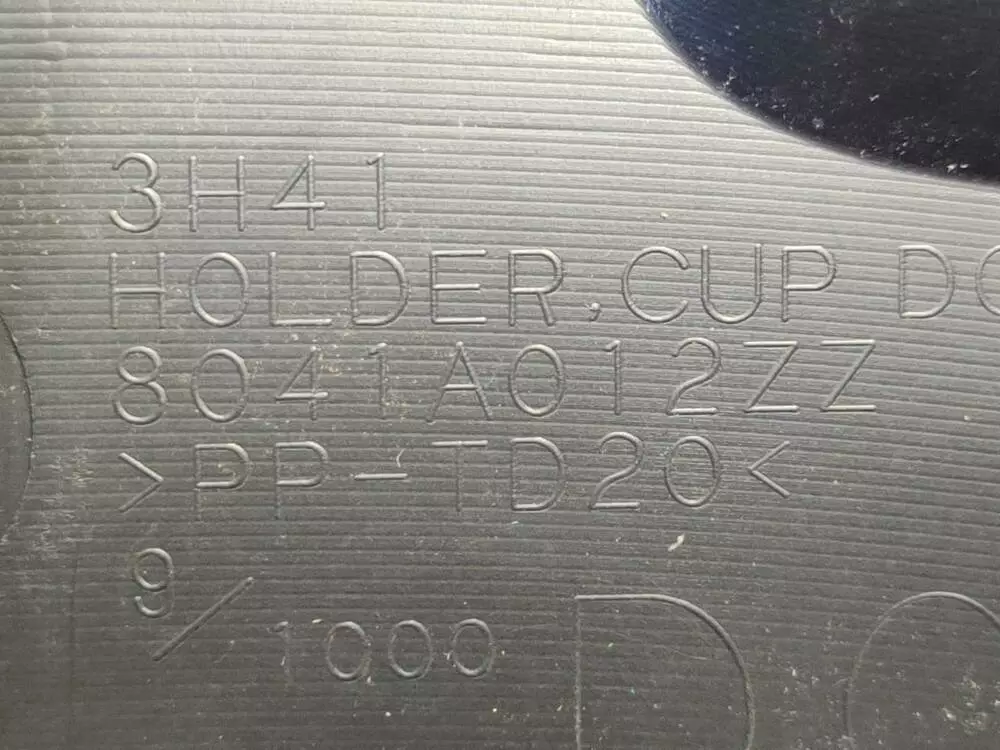 3H41
HOLDER,CUP
8041A012ZZ
>PP-TD20<
9/1000